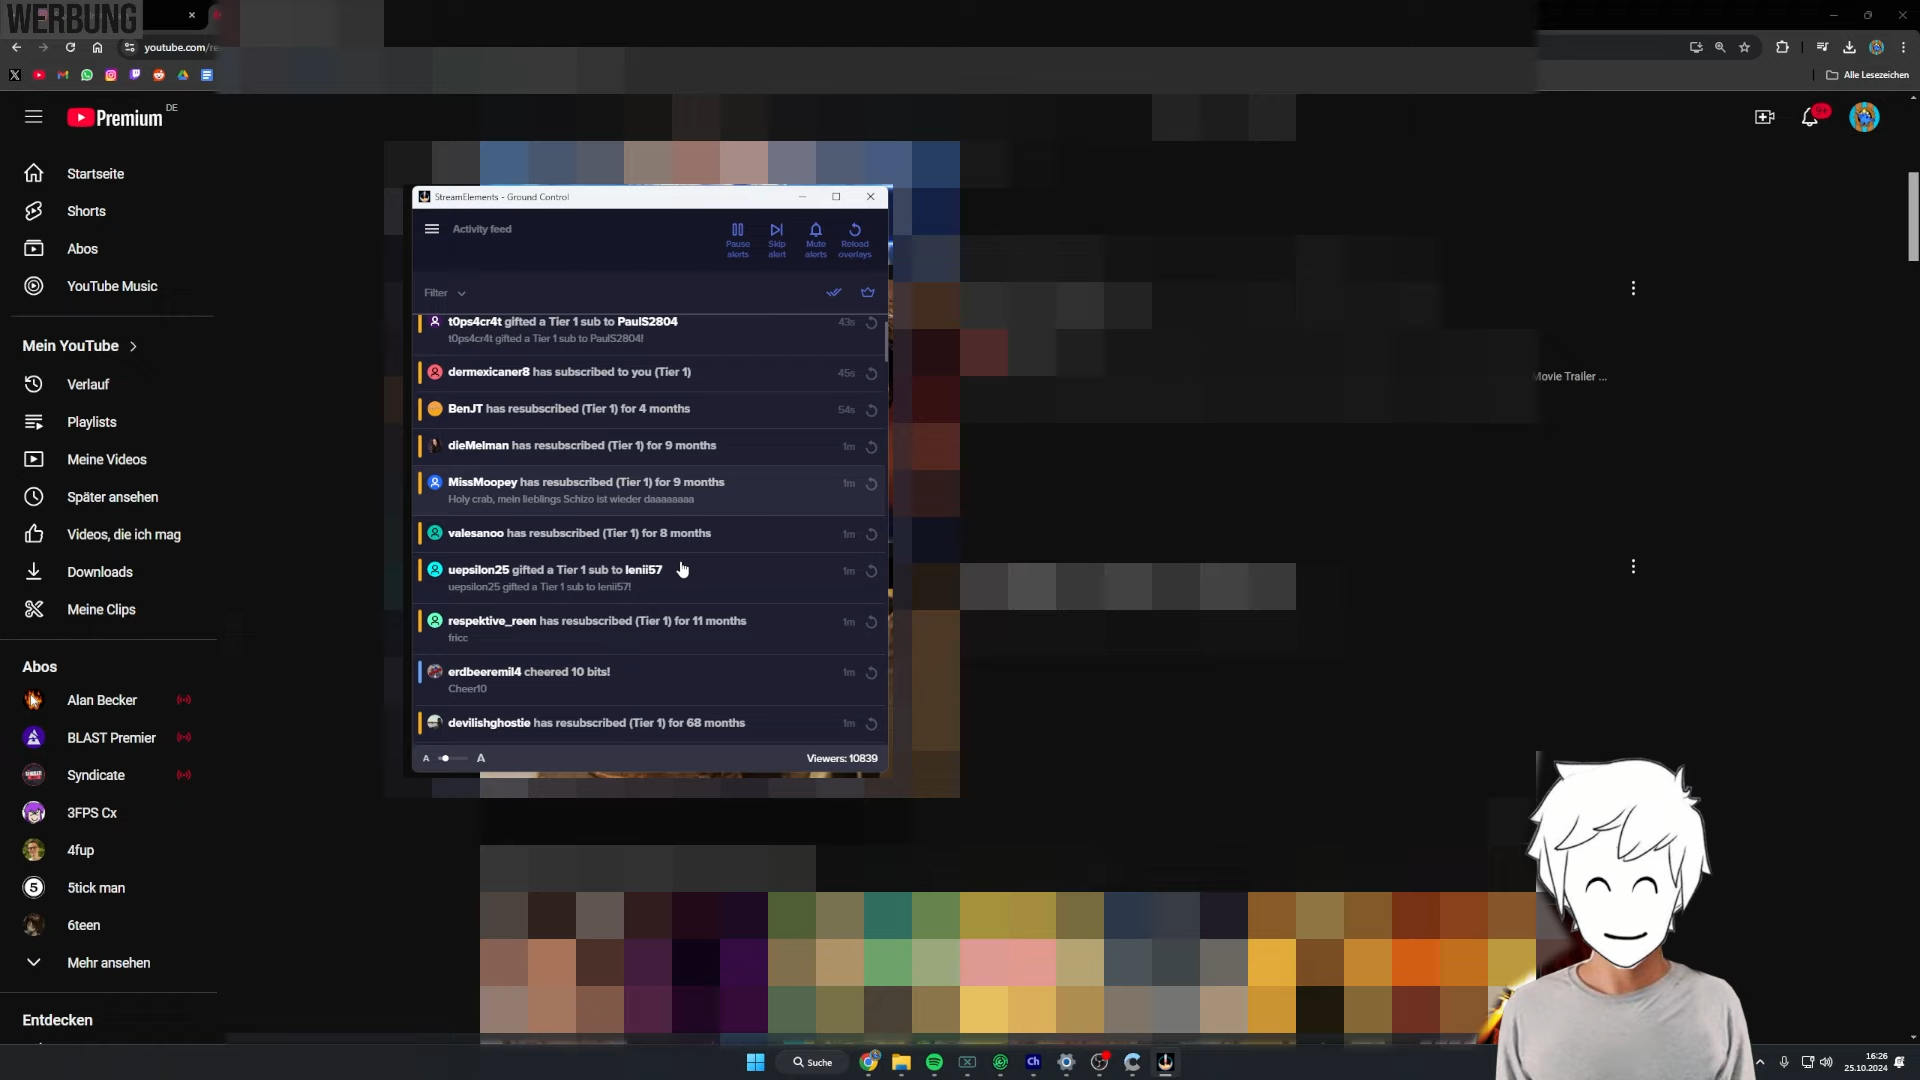 WERBUNG
youtube.com/re
Alle Lesezeichen
Premium DE
9+
Startseite
Shorts
Abos
YouTube Music
Mein YouTube
Verlauf
Playlists
Meine Videos
Später ansehen
Videos, die ich mag
Downloads
Meine Clips
Abos
Alan Becker
BLAST Premier
Syndicate
3FPS Cx
4fup
5tick man
6teen
Mehr ansehen
Entdecken
StreamElements - Ground Control
Activity feed
Pause alerts
Skip alert
Mute alerts
Reload overlays
Filter
t0ps4cr4t gifted a Tier 1 sub to PaulS2804 43s
t0ps4cr4t gifted a Tier 1 sub to PaulS2804!
dermexicaner8 has subscribed to you (Tier 1) 45s
BenJT has resubscribed (Tier 1) for 4 months 54s
dieMelman has resubscribed (Tier 1) for 9 months 1m
MissMoopey has resubscribed (Tier 1) for 9 months 1m
Holy crab, mein lieblings Schizo ist wieder daaaaaaaa
valesanoo has resubscribed (Tier 1) for 8 months 1m
uepsilon25 gifted a Tier 1 sub to lenii57 1m
uepsilon25 gifted a Tier 1 sub to lenii57!
respektive_reen has resubscribed (Tier 1) for 11 months 1m
fricc
erdbeeremil4 cheered 10 bits! 1m
Cheer10
devilishghostie has resubscribed (Tier 1) for 68 months 1m
A A
Viewers: 10839
Movie Trailer ...
Suche
Ch
16:26
25.10.2024